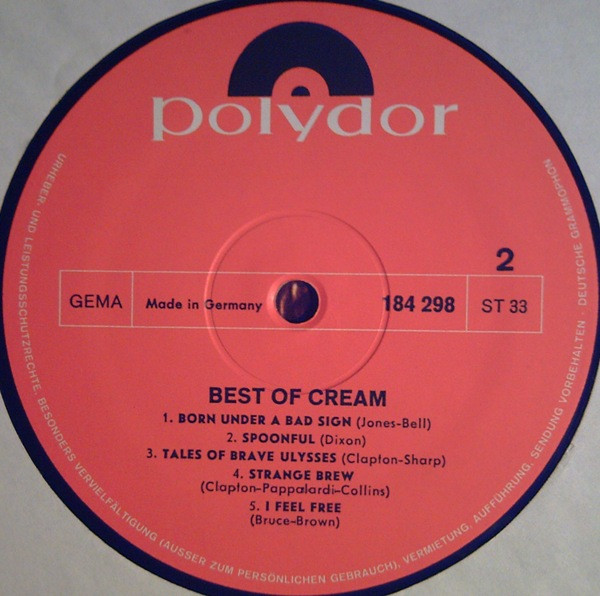 polydor
2
GEMA
Made in Germany
184 298
ST 33
BEST OF CREAM
1. BORN UNDER A BAD SIGN (Jones-Bell)
2. SPOONFUL (Dixon)
3. TALES OF BRAVE ULYSSES (Clapton-Sharp)
4. STRANGE BREW
(Clapton-Pappalardi-Collins)
5. I FEEL FREE
(Bruce-Brown)
URHEBER- UND LEISTUNGSSCHUTZRECHTE, BESONDERS VERVIELFÄLTIGUNG (AUSSER ZUM PERSÖNLICHEN GEBRAUCH), VERMIETUNG, AUFFÜHRUNG, SENDUNG VORBEHALTEN · DEUTSCHE GRAMMOPHON